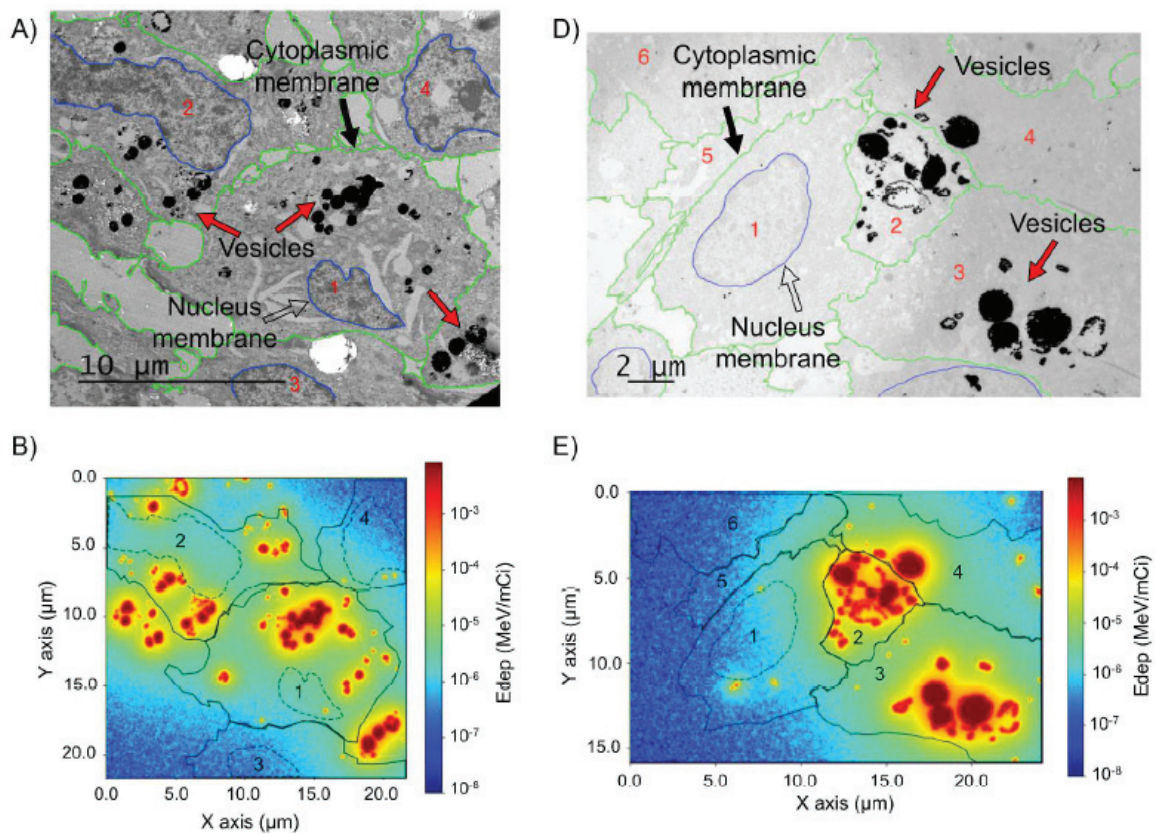 A)
Cytoplasmic
membrane
4
2
Vesicles
1
Nucleus
membrane
10 µm
3
D)
6
Cytoplasmic
membrane
Vesicles
5
4
2
1
Vesicles
3
Nucleus
membrane
2 µm
B)
0.0
5.0
10.0
15.0
20.0
Y axis (µm)
4
2
1
3
0.0
5.0
10.0
15.0
20.0
X axis (µm)
10⁻³
10⁻⁴
10⁻⁵
10⁻⁶
10⁻⁷
10⁻⁸
Edep (MeV/mCi)
E)
0.0
5.0
10.0
15.0
Y axis (µm)
6
5
4
1
2
3
0.0
5.0
10.0
15.0
20.0
X axis (µm)
10⁻³
10⁻⁴
10⁻⁵
10⁻⁶
10⁻⁷
10⁻⁸
Edep (MeV/mCi)